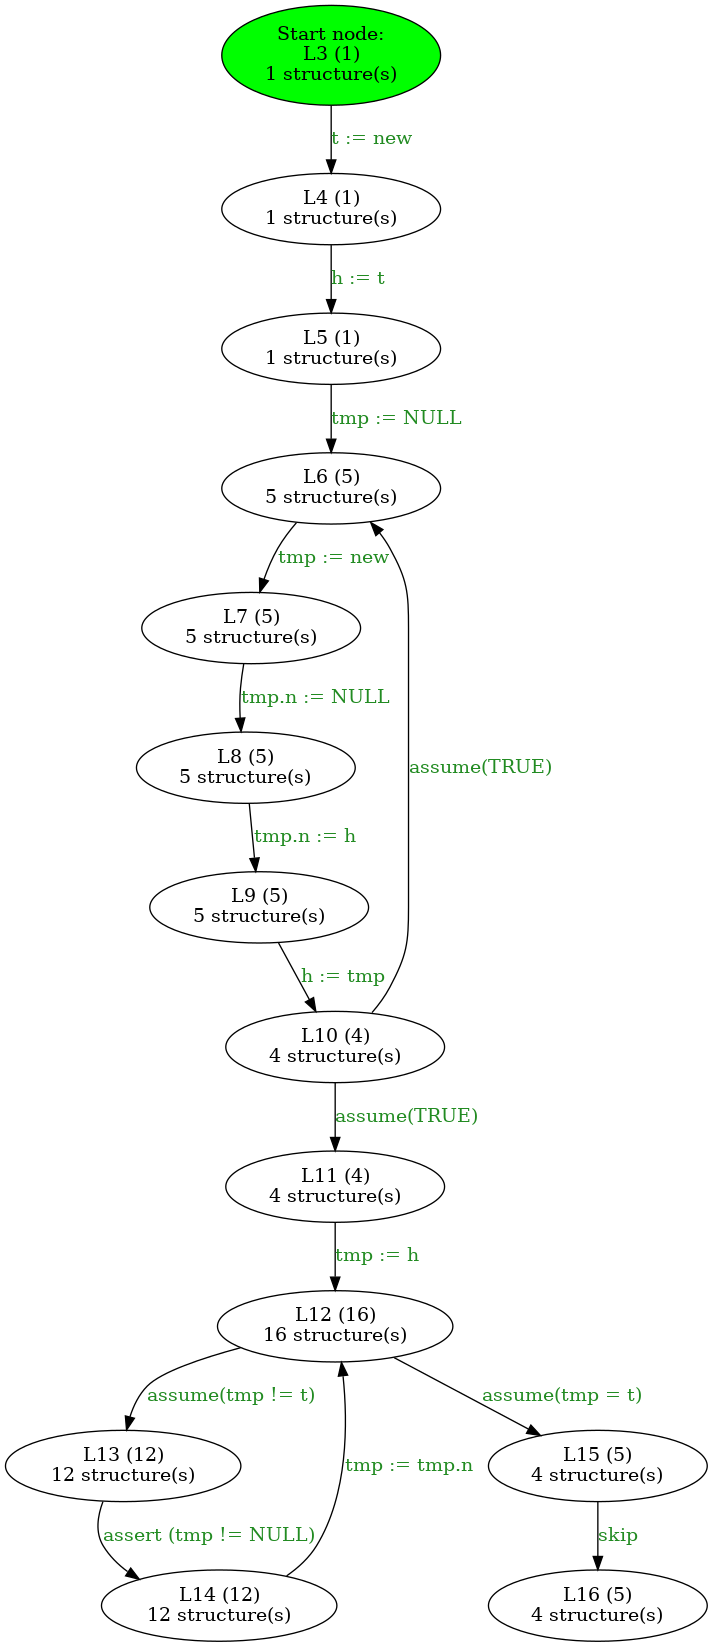 Start node:
L3 (1)
1 structure(s)
t := new
L4 (1)
1 structure(s)
h := t
L5 (1)
1 structure(s)
tmp := NULL
L6 (5)
5 structure(s)
tmp := new
L7 (5)
5 structure(s)
tmp.n := NULL
L8 (5)
5 structure(s)
assume(TRUE)
tmp.n := h
L9 (5)
5 structure(s)
h := tmp
L10 (4)
4 structure(s)
assume(TRUE)
L11 (4)
4 structure(s)
tmp := h
L12 (16)
16 structure(s)
assume(tmp != t)
assume(tmp = t)
L13 (12)
12 structure(s)
tmp := tmp.n
L15 (5)
4 structure(s)
assert (tmp != NULL)
skip
L14 (12)
12 structure(s)
L16 (5)
4 structure(s)